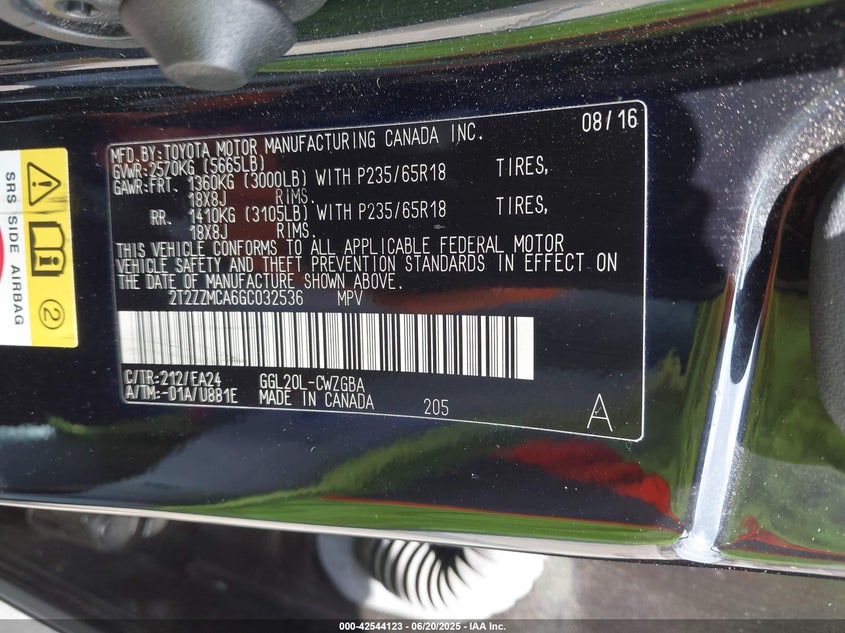 MFD.BY:TOYOTA MOTOR MANUFACTURING CANADA INC. 08/16
GVWR:2570KG (5665LB)
GAWR:FRT. 1360KG (3000LB) WITH P235/65R18 TIRES,
18X8J RIMS.
RR. 1410KG (3105LB) WITH P235/65R18 TIRES,
18X8J RIMS.
THIS VEHICLE CONFORMS TO ALL APPLICABLE FEDERAL MOTOR
VEHICLE SAFETY AND THEFT PREVENTION STANDARDS IN EFFECT ON
THE DATE OF MANUFACTURE SHOWN ABOVE.
2T2ZZMCA6GC032536 MPV
C/TR:212/EA24 GGL20L-CWZGBA
A/TM:-01A/U881E MADE IN CANADA 205
A
SRS SIDE AIRBAG
2
000-42544123 - 06/20/2025 - IAA Inc.